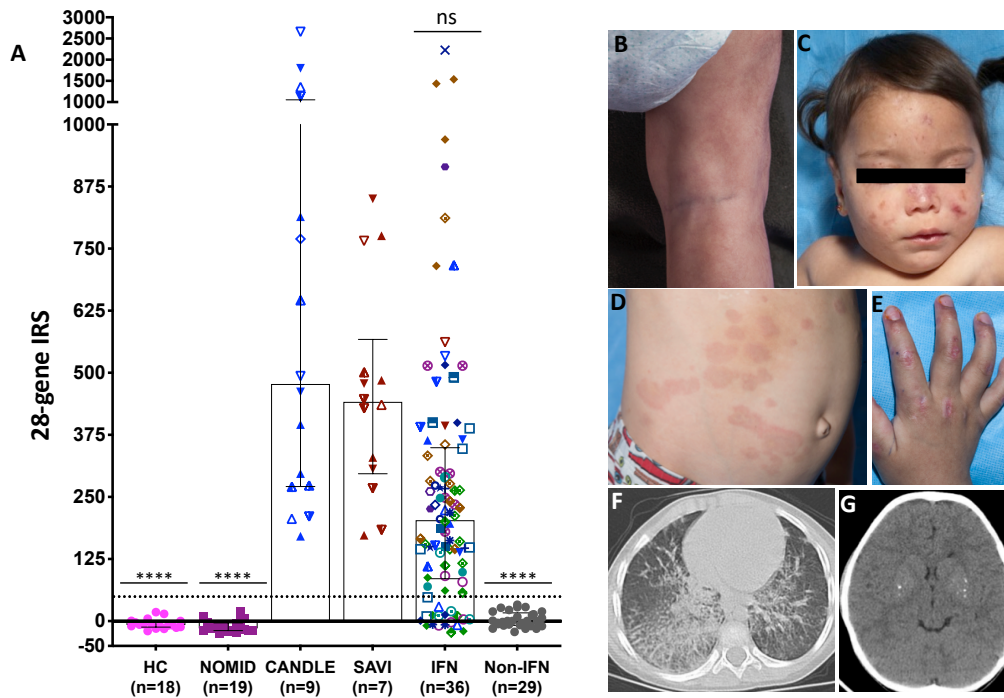 A
28-gene IRS
3000
2500
2000
1500
1000
1000
875
750
625
500
375
250
125
0
-50
ns
**** **** ****
HC NOMID CANDLE SAVI IFN Non-IFN
(n=18) (n=19) (n=9) (n=7) (n=36) (n=29)
B C
D E
F G